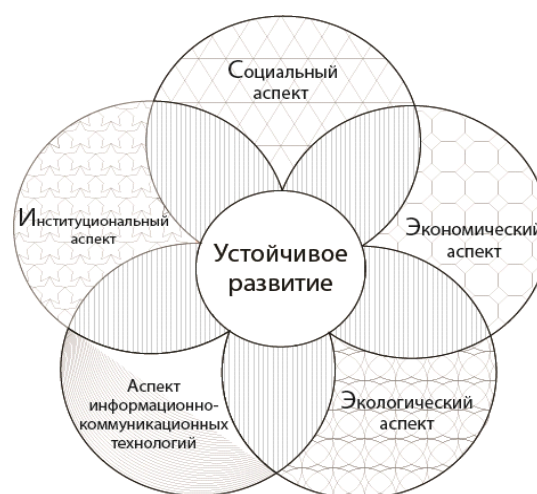 Социальный
аспект
Институциональный
аспект
Экономический
аспект
Устойчивое
развитие
Аспект
информационно-
коммуникационных
технологий
Экологический
аспект